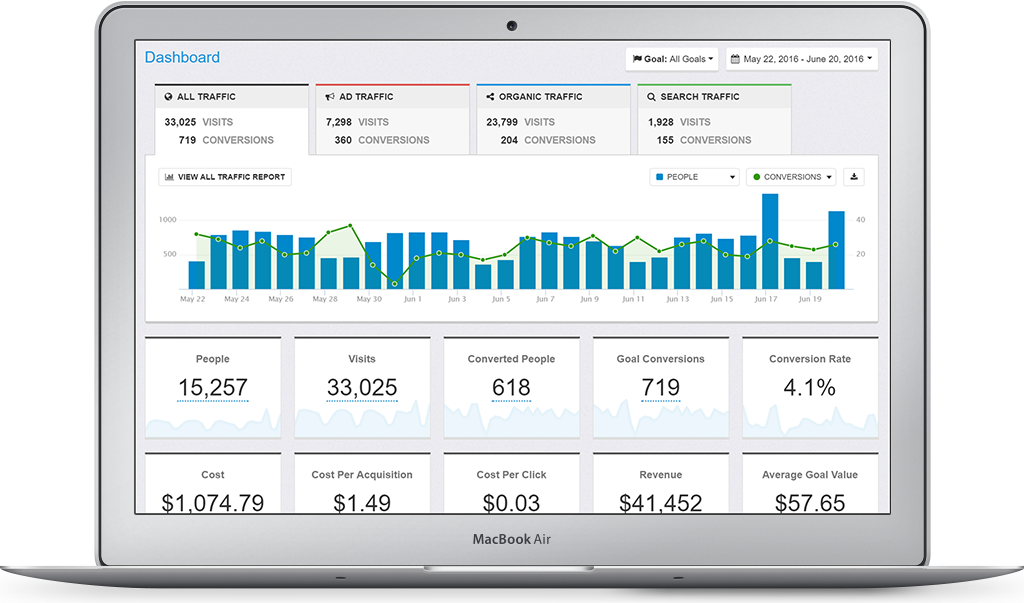 Dashboard
Goal: All Goals
May 22, 2016 - June 20, 2016
ALL TRAFFIC
33,025 VISITS
719 CONVERSIONS
AD TRAFFIC
7,298 VISITS
360 CONVERSIONS
ORGANIC TRAFFIC
23,799 VISITS
204 CONVERSIONS
SEARCH TRAFFIC
1,928 VISITS
155 CONVERSIONS
VIEW ALL TRAFFIC REPORT
PEOPLE
CONVERSIONS
1000
500
40
20
May 22 May 24 May 26 May 28 May 30 Jun 1 Jun 3 Jun 5 Jun 7 Jun 9 Jun 11 Jun 13 Jun 15 Jun 17 Jun 19
People
15,257
Visits
33,025
Converted People
618
Goal Conversions
719
Conversion Rate
4.1%
Cost
$1,074.79
Cost Per Acquisition
$1.49
Cost Per Click
$0.03
Revenue
$41,452
Average Goal Value
$57.65
MacBook Air